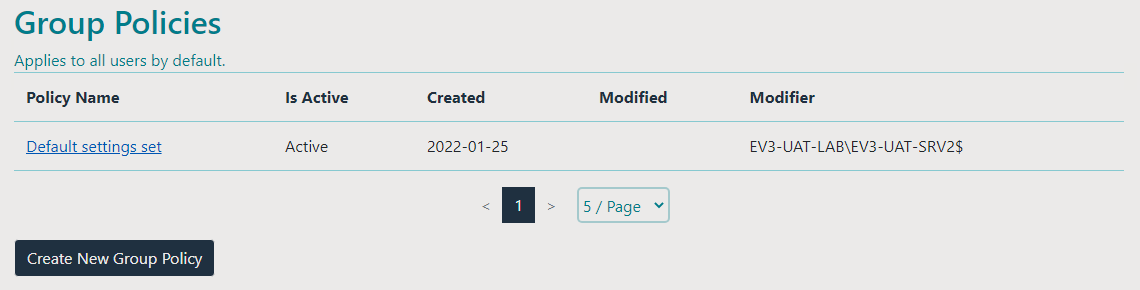 Group Policies
Applies to all users by default.
Policy Name Is Active Created Modified Modifier
Default settings set Active 2022-01-25 EV3-UAT-LAB\EV3-UAT-SRV2$
< 1 > 5 / Page
Create New Group Policy